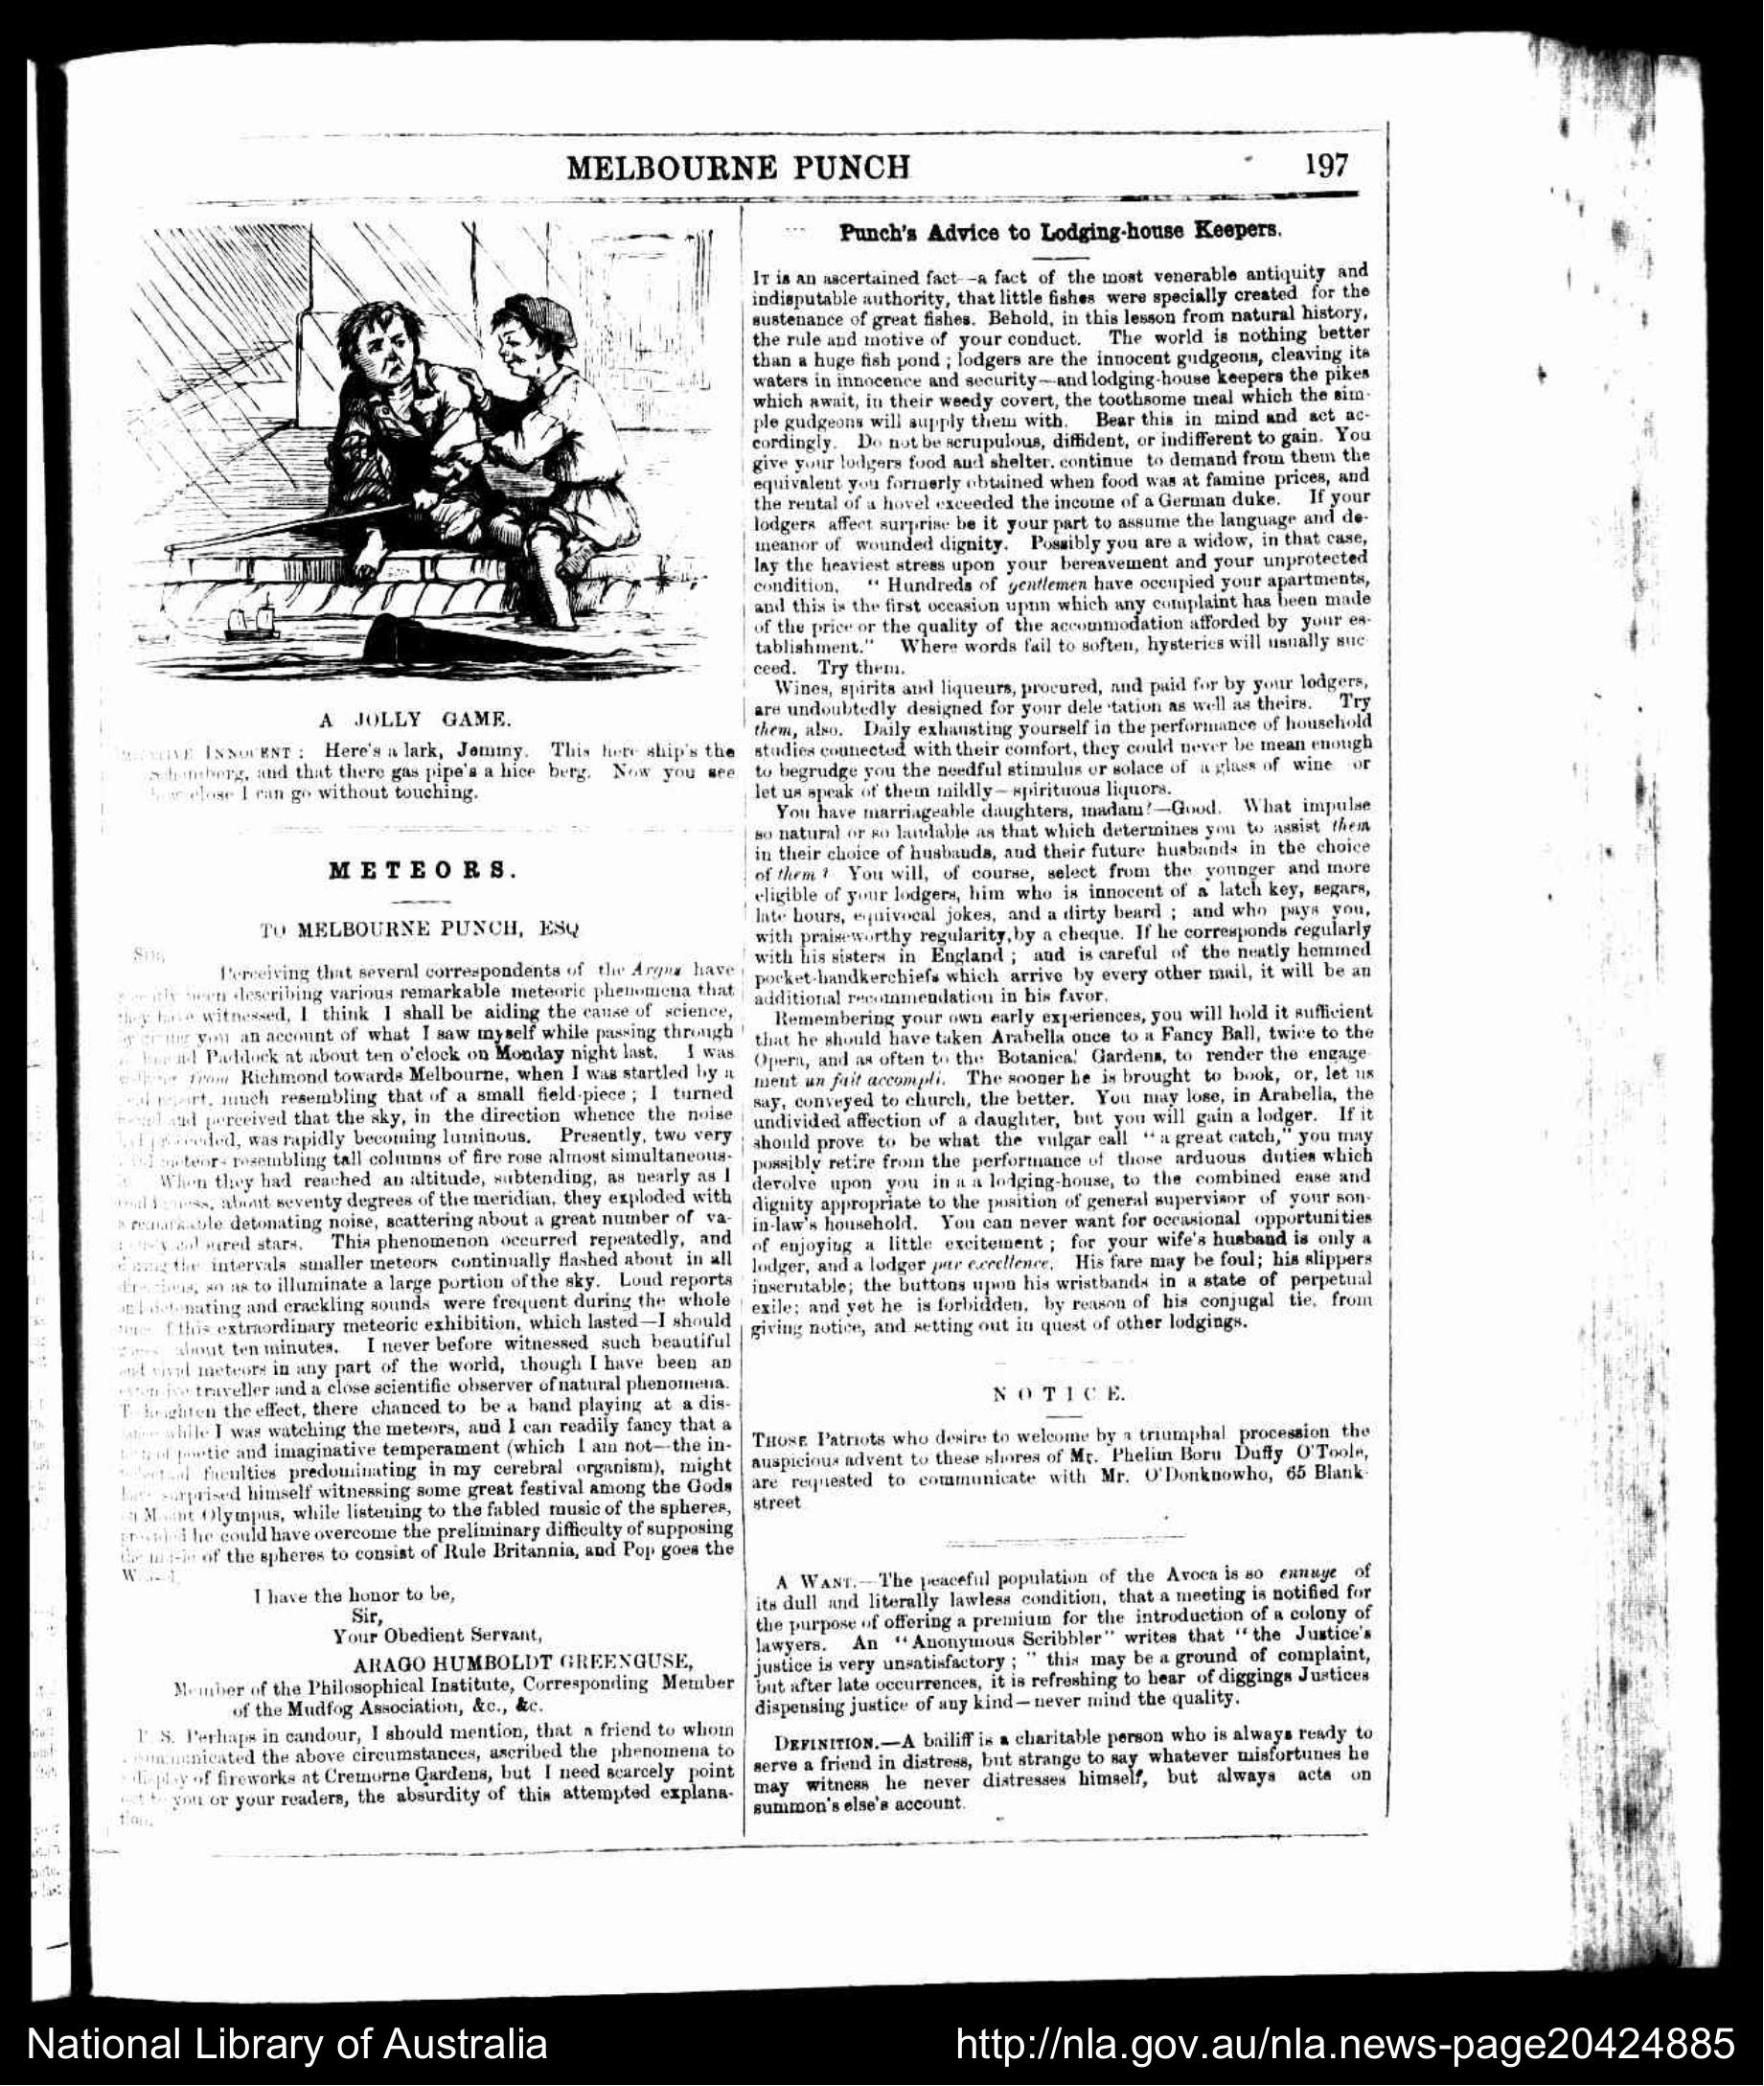 MELBOURNE PUNCH
197
A JOLLY GAME.
INNOCENT : Here's a lark, Jemmy. This here ship's the
Schomberg, and that there gas pipe's a hice berg. Now you see
how close I can go without touching.
METEORS.
TO MELBOURNE PUNCH, ESQ
SIR,
Perceiving that several correspondents of the Argus have
been describing various remarkable meteoric phenomena that
they have witnessed, I think I shall be aiding the cause of science,
you an account of what I saw myself while passing through
Paddock at about ten o'clock on Monday night last. I was
from Richmond towards Melbourne, when I was startled by a
report, much resembling that of a small field-piece ; I turned
and perceived that the sky, in the direction whence the noise
proceeded, was rapidly becoming luminous. Presently, two very
meteors resembling tall columns of fire rose almost simultaneous-
When they had reached an altitude, subtending, as nearly as I
about seventy degrees of the meridian, they exploded with
a remarkable detonating noise, scattering about a great number of va-
coloured stars. This phenomenon occurred repeatedly, and
during the intervals smaller meteors continually flashed about in all
directions, so as to illuminate a large portion of the sky. Loud reports
and detonating and crackling sounds were frequent during the whole
of this extraordinary meteoric exhibition, which lasted—I should
guess about ten minutes. I never before witnessed such beautiful
and vivid meteors in any part of the world, though I have been an
extensive traveller and a close scientific observer of natural phenomena.
To heighten the effect, there chanced to be a band playing at a dis-
tance while I was watching the meteors, and I can readily fancy that a
poetic and imaginative temperament (which I am not—the in-
tellectual faculties predominating in my cerebral organism), might
have surprised himself witnessing some great festival among the Gods
Mount Olympus, while listening to the fabled music of the spheres,
provided he could have overcome the preliminary difficulty of supposing
the music of the spheres to consist of Rule Britannia, and Pop goes the
Weasel.
I have the honor to be,
Sir,
Your Obedient Servant,
ARAGO HUMBOLDT GREENGUSE,
Member of the Philosophical Institute, Corresponding Member
of the Mudfog Association, &c., &c.
P. S. Perhaps in candour, I should mention, that a friend to whom
communicated the above circumstances, ascribed the phenomena to
display of fireworks at Cremorne Gardens, but I need scarcely point
out to you or your readers, the absurdity of this attempted explana-
tion.
Punch's Advice to Lodging-house Keepers.
IT is an ascertained fact—a fact of the most venerable antiquity and
indisputable authority, that little fishes were specially created for the
sustenance of great fishes. Behold, in this lesson from natural history,
the rule and motive of your conduct. The world is nothing better
than a huge fish pond ; lodgers are the innocent gudgeons, cleaving its
waters in innocence and security—and lodging-house keepers the pikes
which await, in their weedy covert, the toothsome meal which the sim-
ple gudgeons will supply them with. Bear this in mind and act ac-
cordingly. Do not be scrupulous, diffident, or indifferent to gain. You
give your lodgers food and shelter. continue to demand from them the
equivalent you formerly obtained when food was at famine prices, and
the rental of a hovel exceeded the income of a German duke. If your
lodgers affect surprise be it your part to assume the language and de-
meanor of wounded dignity. Possibly you are a widow, in that case,
lay the heaviest stress upon your bereavement and your unprotected
condition, "Hundreds of gentlemen have occupied your apartments,
and this is the first occasion upnn which any complaint has been made
of the price or the quality of the accommodation afforded by your es-
tablishment." Where words fail to soften, hysterics will usually suc-
ceed. Try them.
Wines, spirits and liqueurs, procured, and paid for by your lodgers,
are undoubtedly designed for your delectation as well as theirs. Try
them, also. Daily exhausting yourself in the performance of household
studies connected with their comfort, they could never be mean enough
to begrudge you the needful stimulus or solace of a glass of wine or
let us speak of them mildly—spirituous liquors.
You have marriageable daughters, madam?—Good. What impulse
so natural or so laudable as that which determines you to assist them
in their choice of husbands, and their future husbands in the choice
of them? You will, of course, select from the younger and more
eligible of your lodgers, him who is innocent of a latch key, segars,
late hours, equivocal jokes, and a dirty beard ; and who pays you,
with praiseworthy regularity, by a cheque. If he corresponds regularly
with his sisters in England ; and is careful of the neatly hemmed
pocket-handkerchiefs which arrive by every other mail, it will be an
additional recommendation in his favor.
Remembering your own early experiences, you will hold it sufficient
that he should have taken Arabella once to a Fancy Ball, twice to the
Opera, and as often to the Botanical Gardens, to render the engage-
ment un fait accompli. The sooner he is brought to book, or, let us
say, conveyed to church, the better. You may lose, in Arabella, the
undivided affection of a daughter, but you will gain a lodger. If it
should prove to be what the vulgar call "a great catch," you may
possibly retire from the performance of those arduous duties which
devolve upon you in a a lodging-house, to the combined ease and
dignity appropriate to the position of general supervisor of your son-
in-law's household. You can never want for occasional opportunities
of enjoying a little excitement ; for your wife's husband is only a
lodger, and a lodger par excellence. His fare may be foul; his slippers
inscrutable; the buttons upon his wristbands in a state of perpetual
exile; and yet he is forbidden, by reason of his conjugal tie, from
giving notice, and setting out in quest of other lodgings.
NOTICE.
THOSE Patriots who desire to welcome by a triumphal procession the
auspicious advent to these shores of Mr. Phelim Boru Duffy O'Toole,
are requested to communicate with Mr. O'Donknowho, 65 Blank-
street
A WANT.—The peaceful population of the Avoca is so ennuye of
its dull and literally lawless condition, that a meeting is notified for
the purpose of offering a premium for the introduction of a colony of
lawyers. An "Anonymous Scribbler" writes that "the Justice's
justice is very unsatisfactory ; " this may be a ground of complaint,
but after late occurrences, it is refreshing to hear of diggings Justices
dispensing justice of any kind—never mind the quality.
DEFINITION.—A bailiff is a charitable person who is always ready to
serve a friend in distress, but strange to say whatever misfortunes he
may witness he never distresses himself, but always acts on
summon's else's account.
National Library of Australia
http://nla.gov.au/nla.news-page20424885